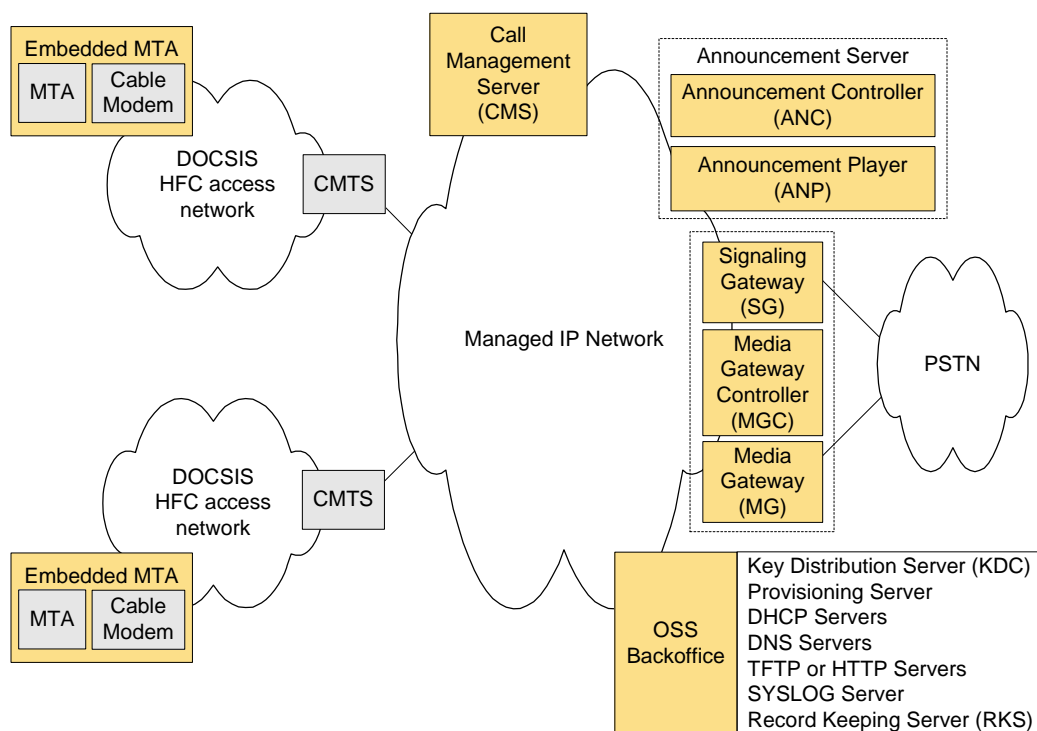 Embedded MTA
MTA
Cable
Modem
DOCSIS
HFC access
network
CMTS
Call
Management
Server
(CMS)
Announcement Server
Announcement Controller
(ANC)
Announcement Player
(ANP)
Signaling
Gateway
(SG)
Media
Gateway
Controller
(MGC)
Media
Gateway
(MG)
Managed IP Network
PSTN
DOCSIS
HFC access
network
CMTS
Embedded MTA
MTA
Cable
Modem
OSS
Backoffice
Key Distribution Server (KDC)
Provisioning Server
DHCP Servers
DNS Servers
TFTP or HTTP Servers
SYSLOG Server
Record Keeping Server (RKS)